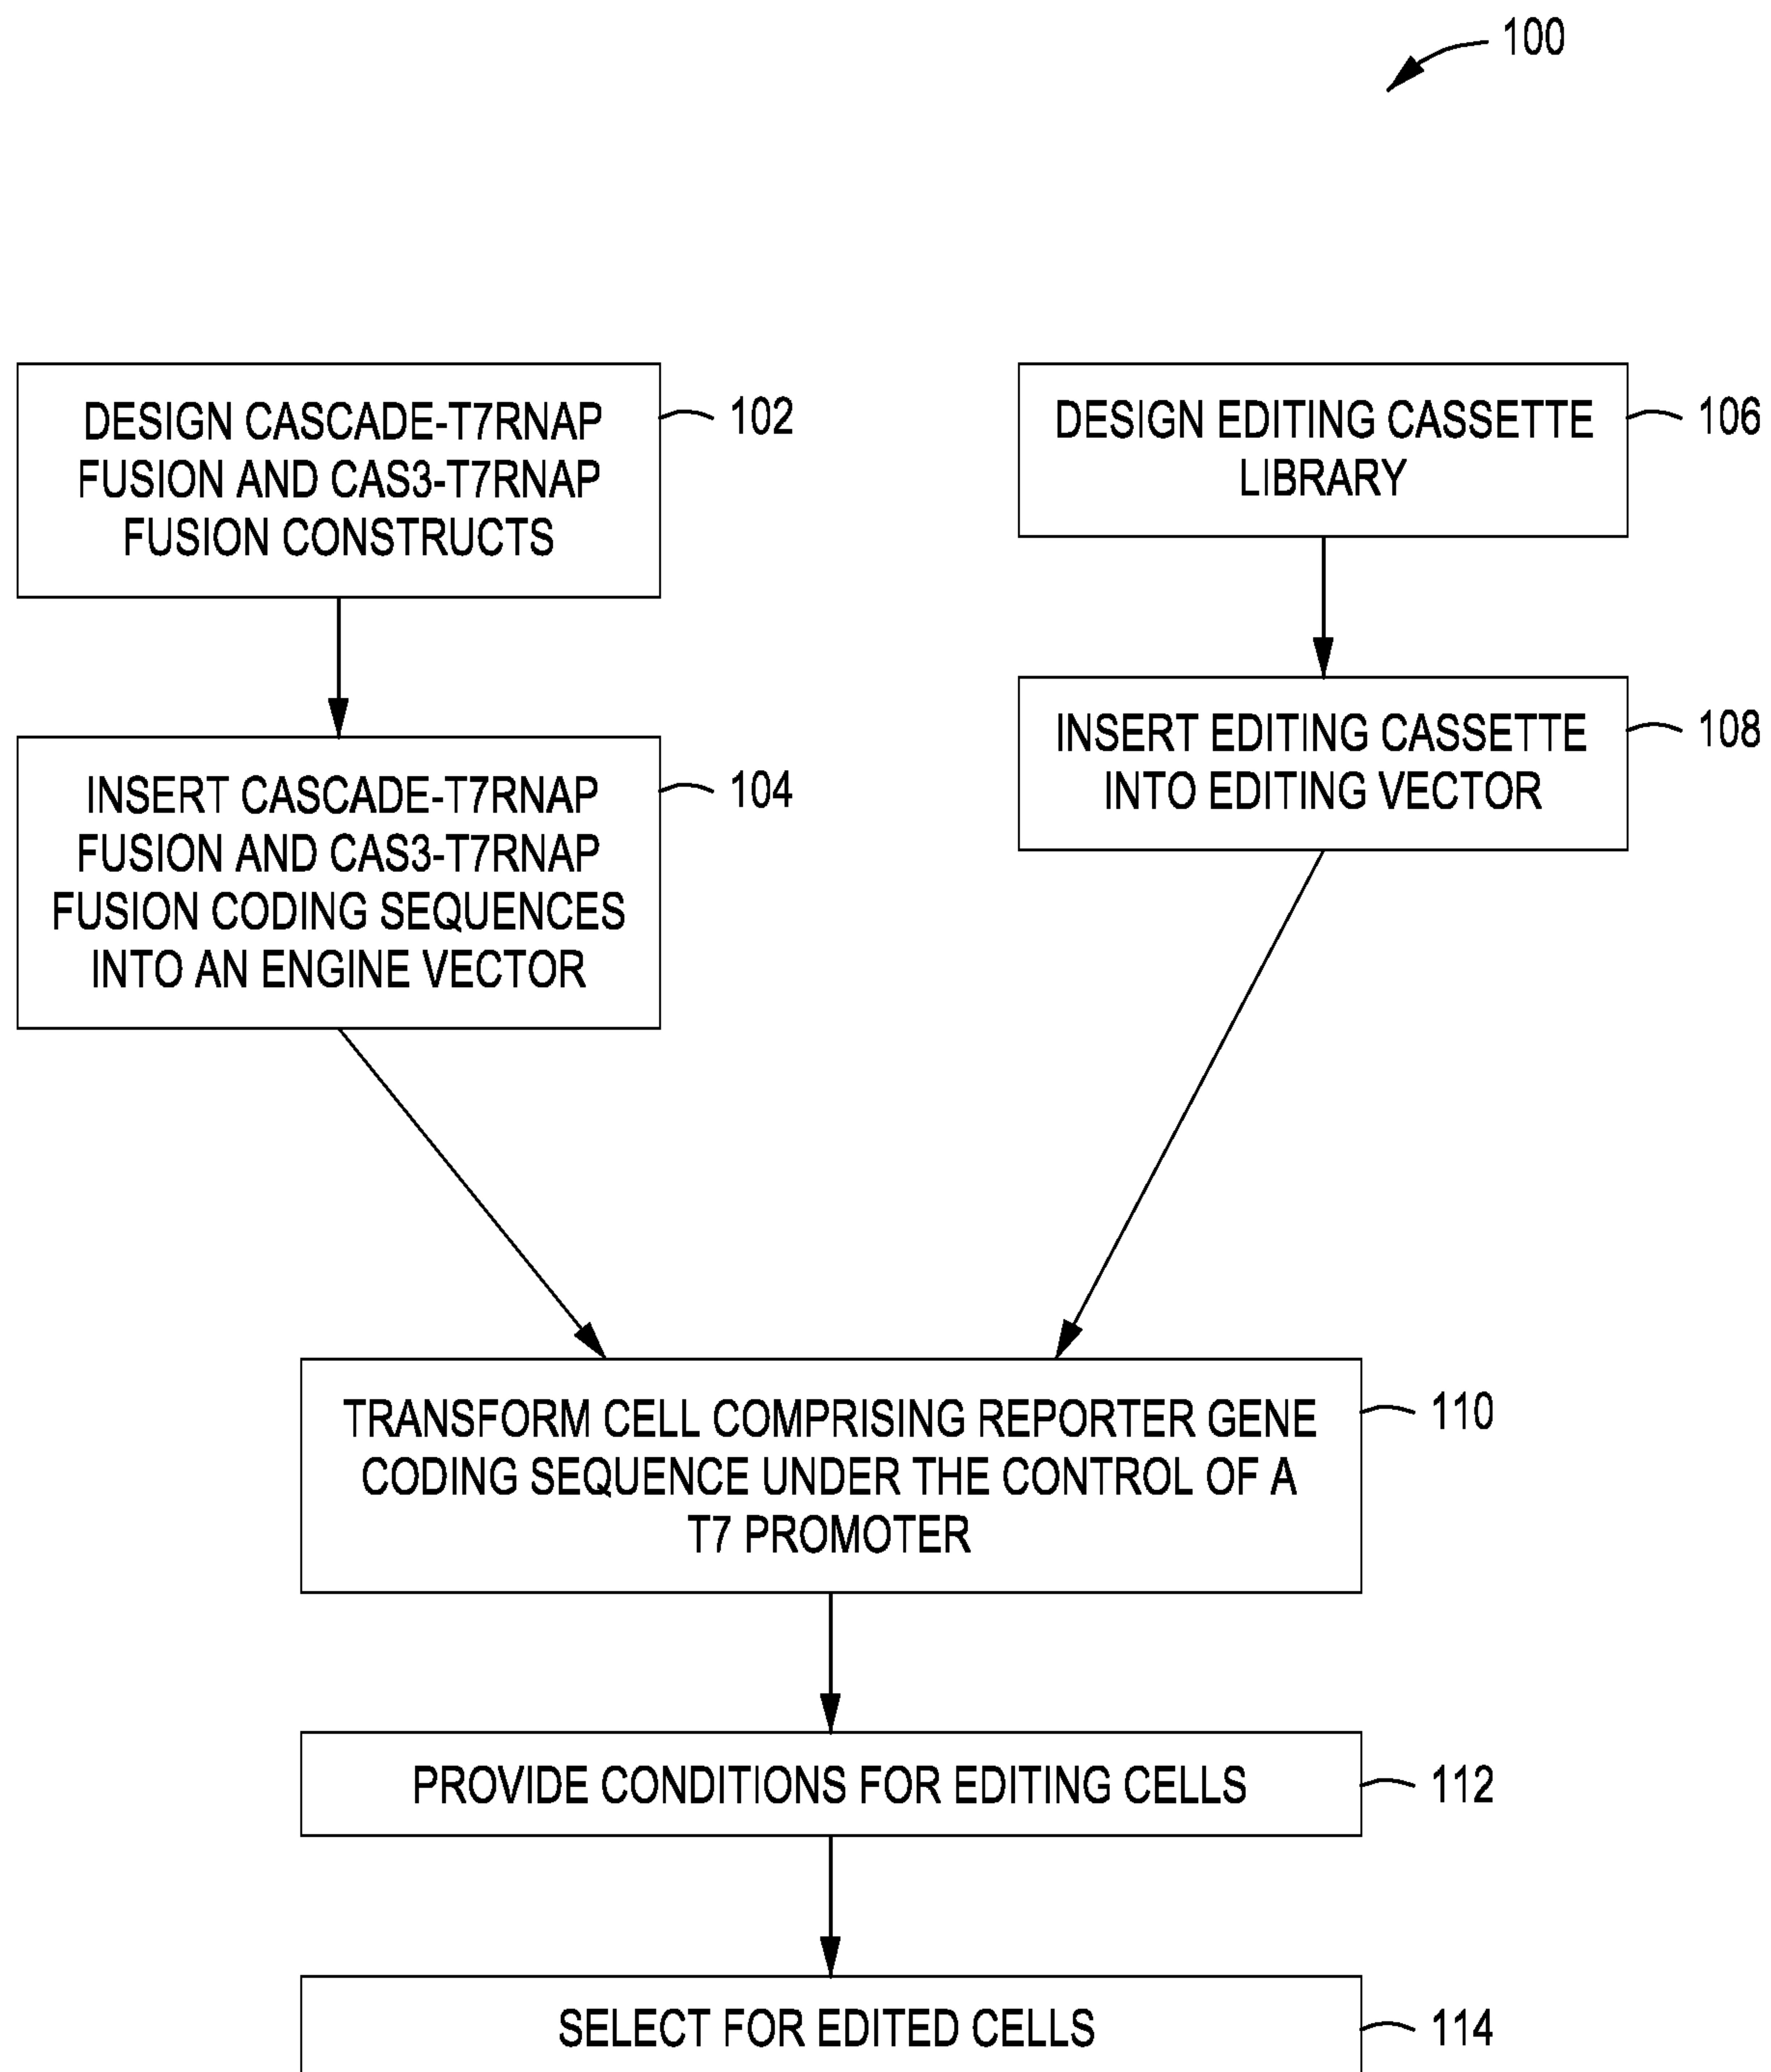 100
DESIGN CASCADE-T7RNAP
FUSION AND CAS3-T7RNAP
FUSION CONSTRUCTS
102
INSERT CASCADE-T7RNAP
FUSION AND CAS3-T7RNAP
FUSION CODING SEQUENCES
INTO AN ENGINE VECTOR
104
DESIGN EDITING CASSETTE
LIBRARY
106
INSERT EDITING CASSETTE
INTO EDITING VECTOR
108
TRANSFORM CELL COMPRISING REPORTER GENE
CODING SEQUENCE UNDER THE CONTROL OF A
T7 PROMOTER
110
PROVIDE CONDITIONS FOR EDITING CELLS
112
SELECT FOR EDITED CELLS
114